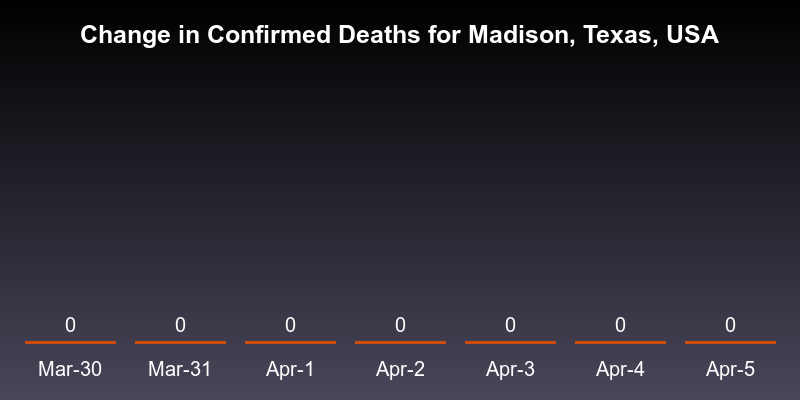 Change in Confirmed Deaths for Madison, Texas, USA
0 0 0 0 0 0 0
Mar-30 Mar-31 Apr-1 Apr-2 Apr-3 Apr-4 Apr-5